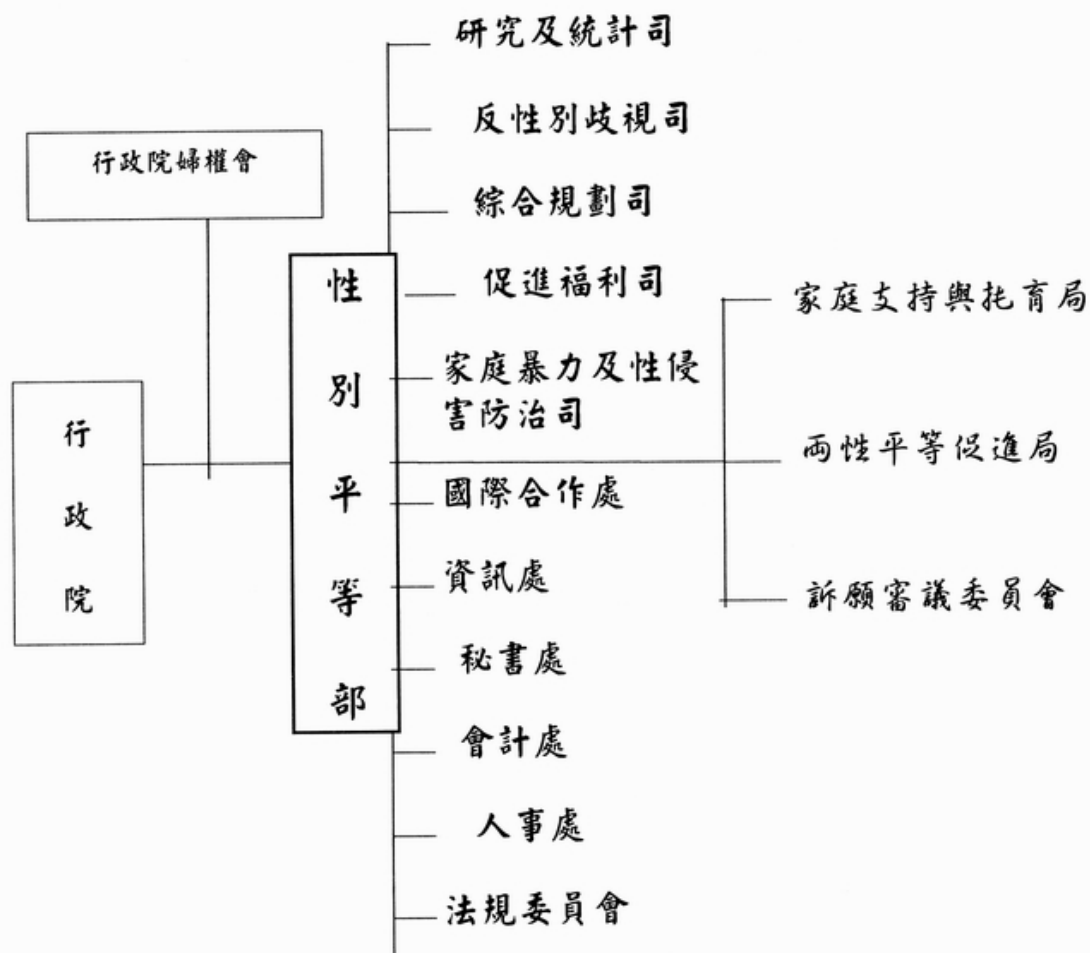 研究及統計司
反性別歧視司
行政院婦權會
綜合規劃司
促進福利司
家庭支持與托育局
性別平等部
家庭暴力及性侵
害防治司
行政院
兩性平等促進局
國際合作處
資訊處
訴願審議委員會
秘書處
會計處
人事處
法規委員會